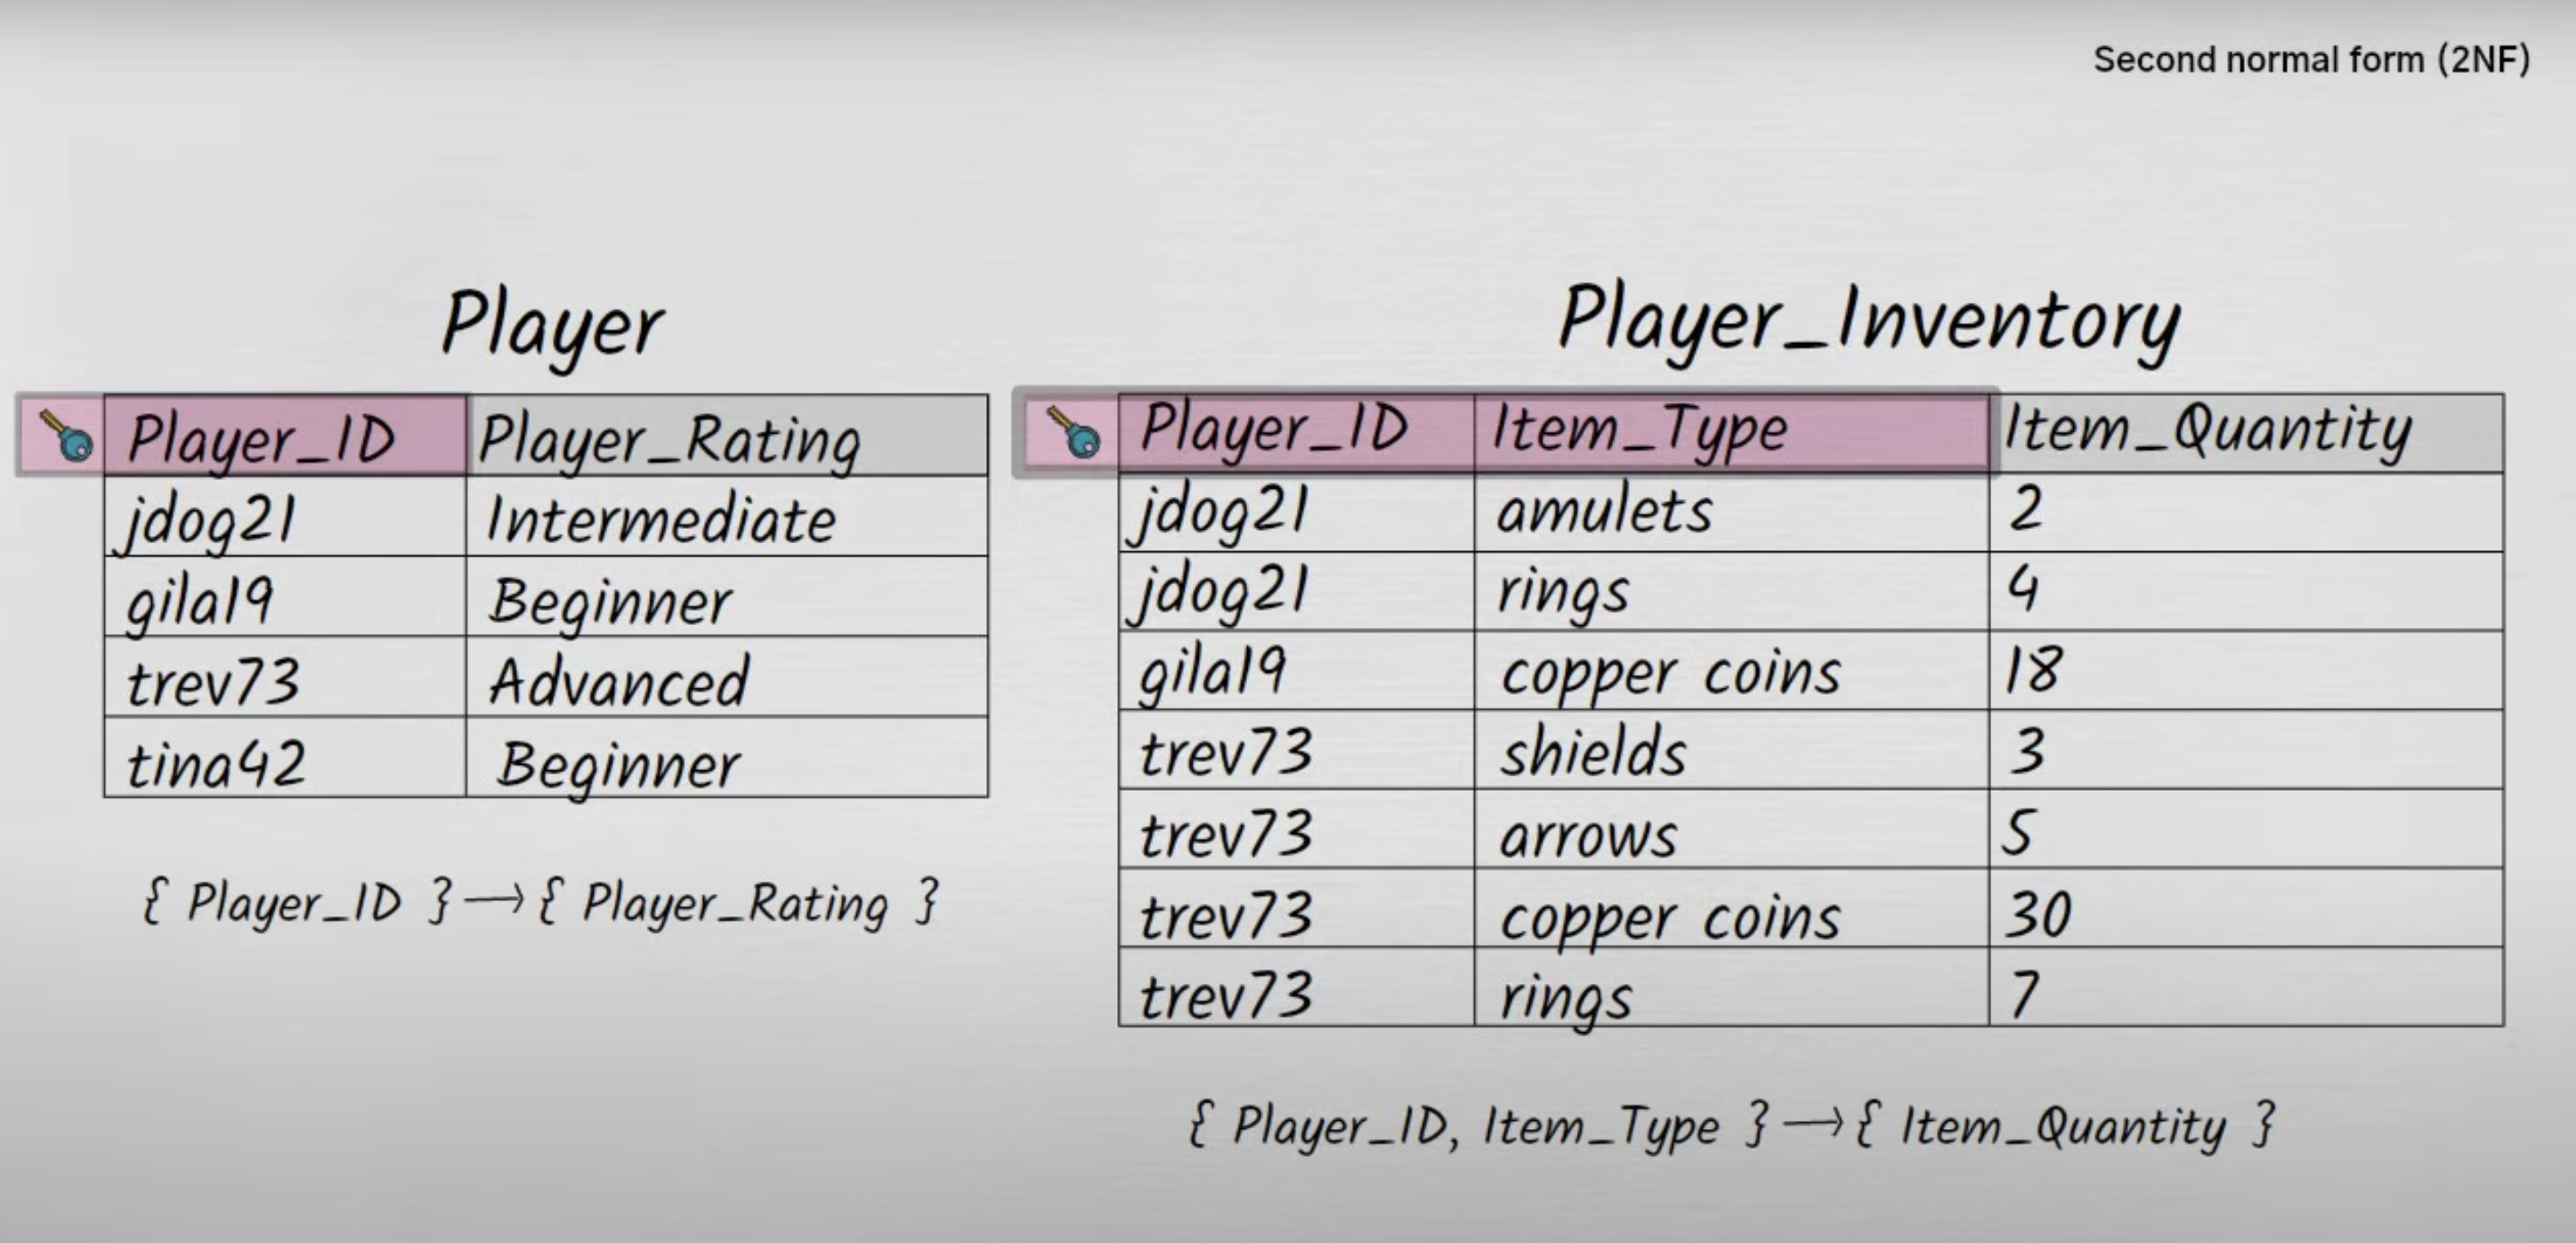 Second normal form (2NF)
Player
Player_ID Player_Rating
jdog21 Intermediate
gila19 Beginner
trev73 Advanced
tina42 Beginner
{ Player_ID } → { Player_Rating }
Player_Inventory
Player_ID Item_Type Item_Quantity
jdog21 amulets 2
jdog21 rings 4
gila19 copper coins 18
trev73 shields 3
trev73 arrows 5
trev73 copper coins 30
trev73 rings 7
{ Player_ID, Item_Type } → { Item_Quantity }